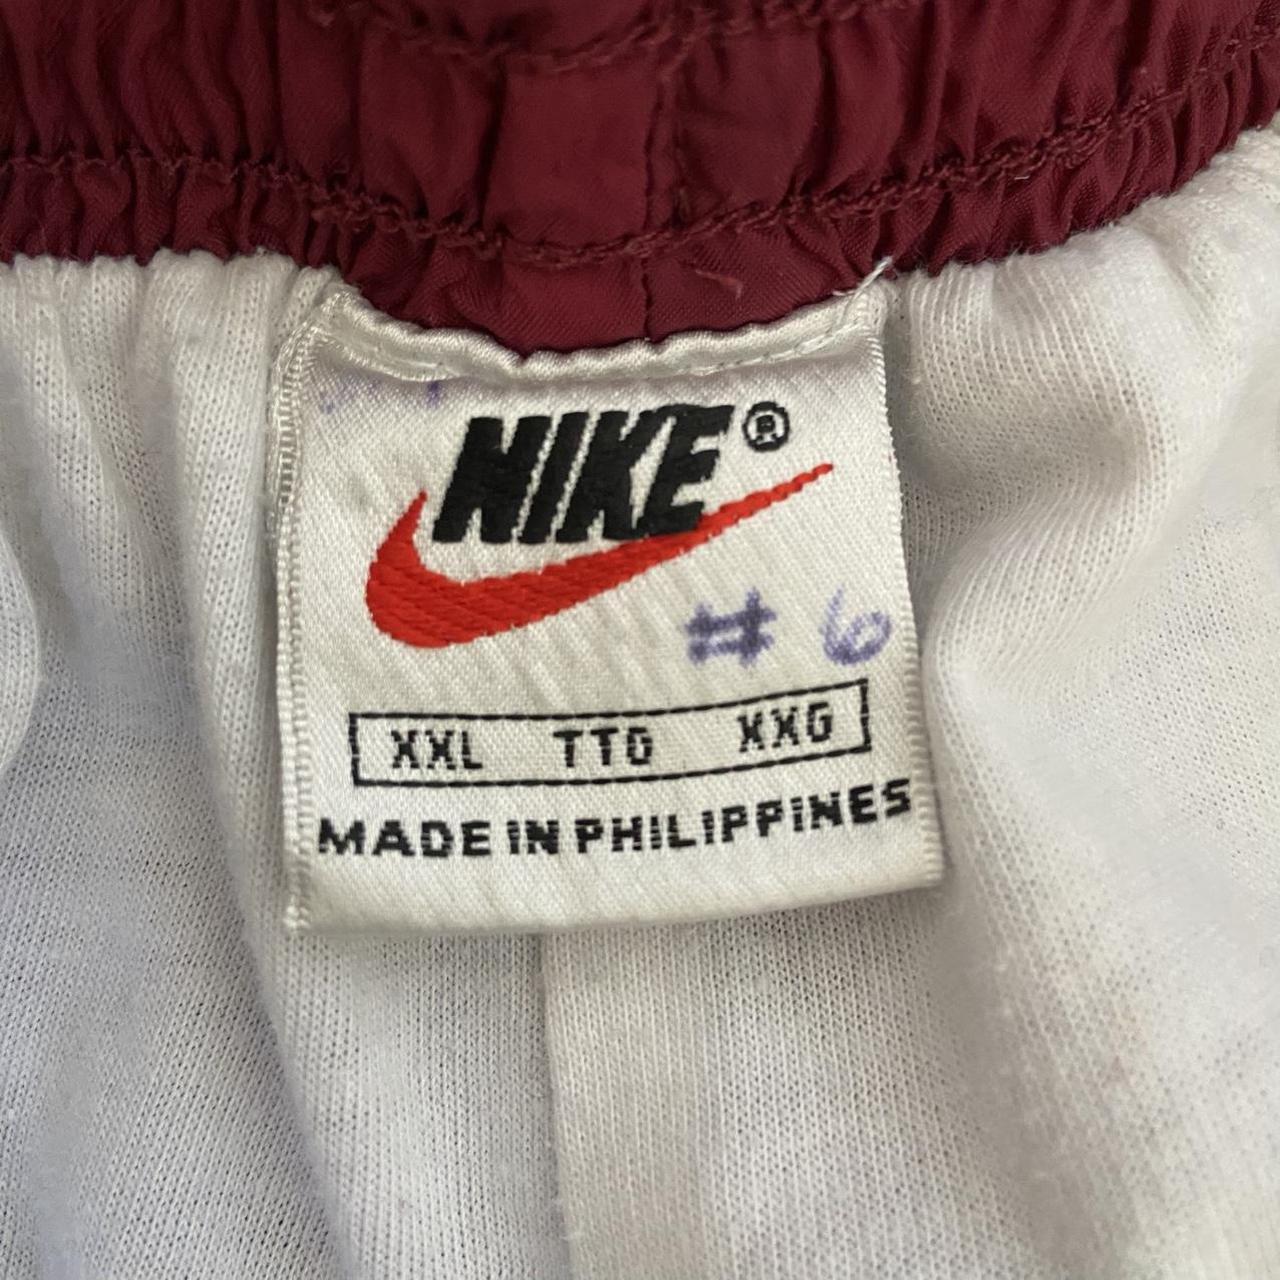 NIKE ®
# 6
XXL TTG XXG
MADE IN PHILIPPINES